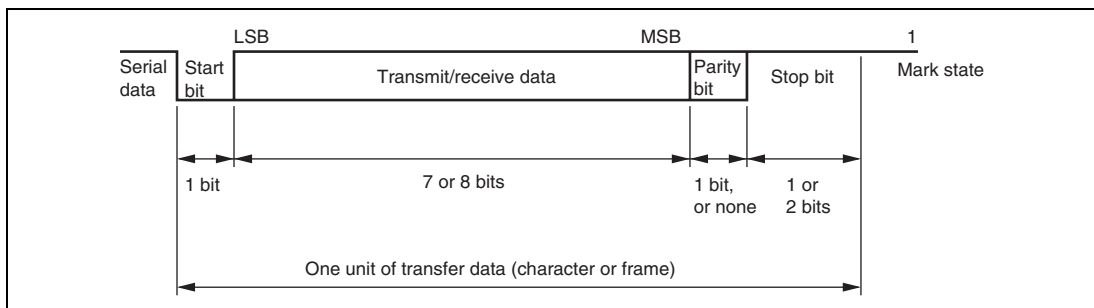 LSB MSB 1
Serial data
Start bit
Transmit/receive data
Parity bit
Stop bit
Mark state
1 bit
7 or 8 bits
1 bit, or none
1 or 2 bits
One unit of transfer data (character or frame)